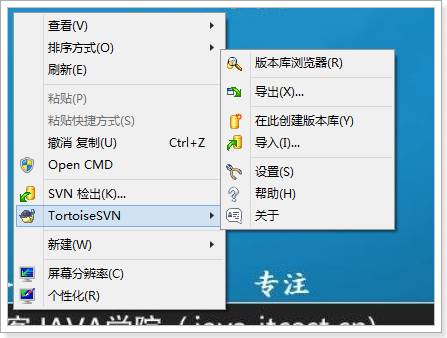 查看(V)
排序方式(O)
刷新(E)
粘贴(P)
粘贴快捷方式(S)
撤消 复制(U) Ctrl+Z
Open CMD
SVN 检出(K)...
TortoiseSVN
新建(W)
屏幕分辨率(C)
个性化(R)
版本库浏览器(R)
导出(X)...
在此创建版本库(Y)
导入(I)...
设置(S)
帮助(H)
关于
专注
客JAVA学院（java.itcast.cn）